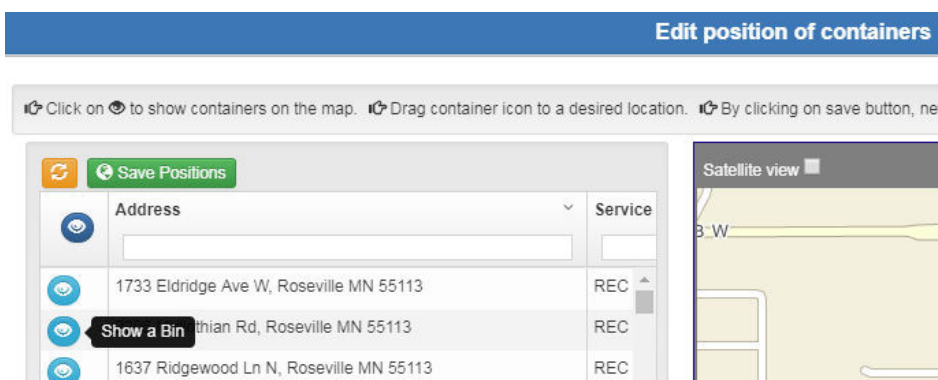 Edit position of containers
Click on to show containers on the map. Drag container icon to a desired location. By clicking on save button, ne
Save Positions
Satellite view
Address Service
B W
1733 Eldridge Ave W, Roseville MN 55113 REC
Show a Bin thian Rd, Roseville MN 55113 REC
1637 Ridgewood Ln N, Roseville MN 55113 REC